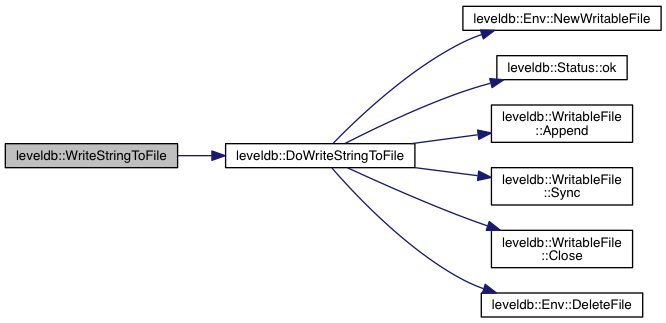 leveldb::WriteStringToFile
leveldb::DoWriteStringToFile
leveldb::Env::NewWritableFile
leveldb::Status::ok
leveldb::WritableFile
::Append
leveldb::WritableFile
::Sync
leveldb::WritableFile
::Close
leveldb::Env::DeleteFile